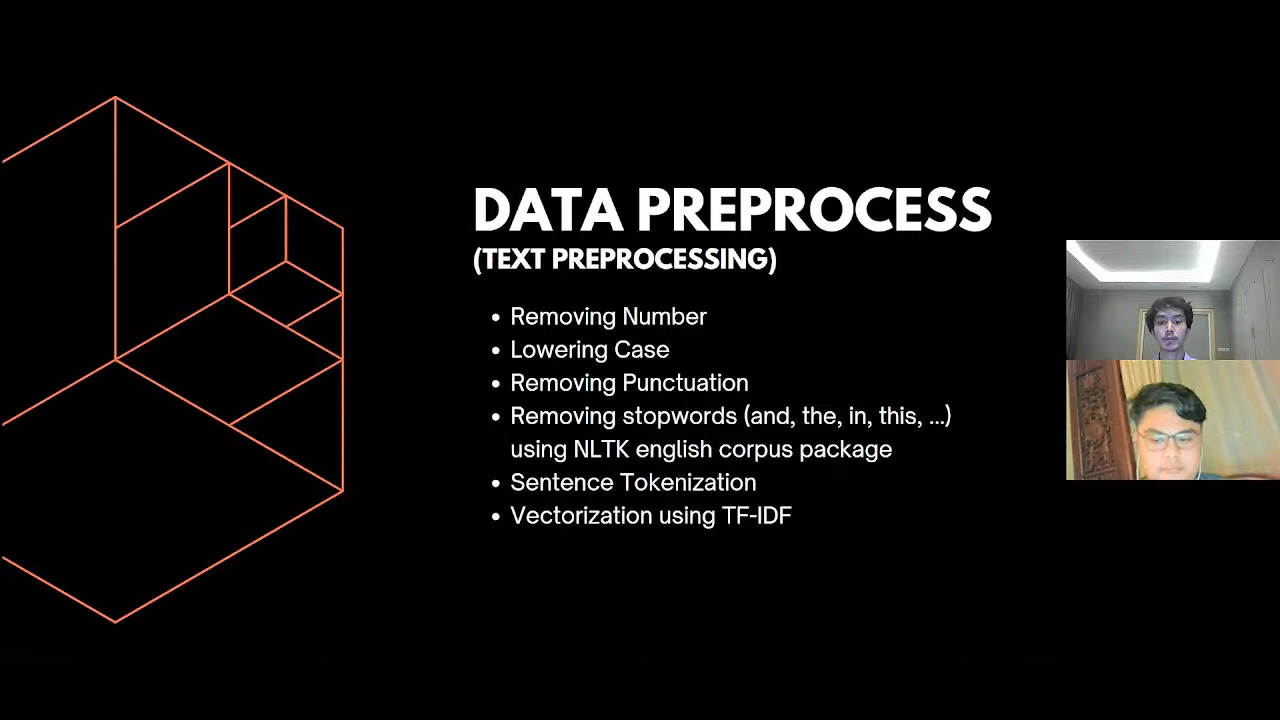 DATA PREPROCESS
(TEXT PREPROCESSING)
• Removing Number
• Lowering Case
• Removing Punctuation
• Removing stopwords (and, the, in, this, ...)
using NLTK english corpus package
• Sentence Tokenization
• Vectorization using TF-IDF